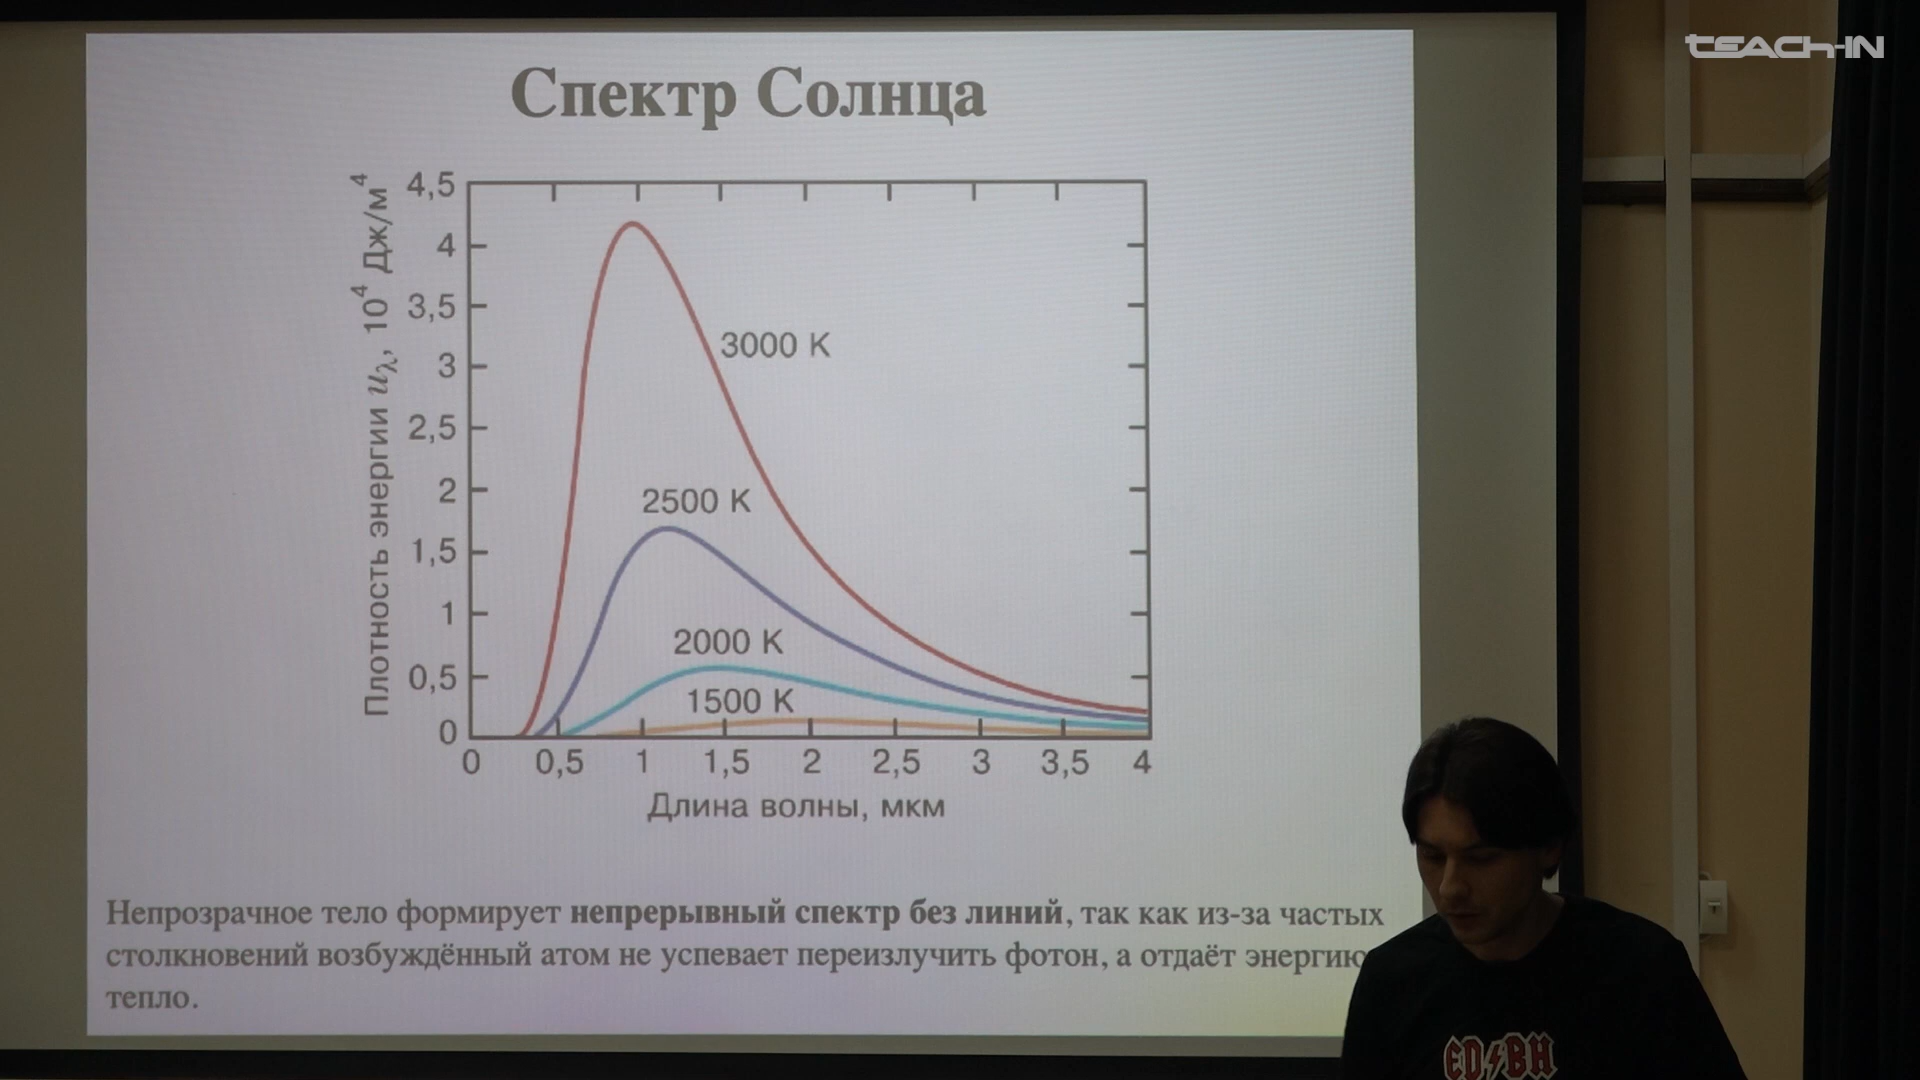 TEACH-IN
Спектр Солнца
Плотность энергии u_λ, 10⁴ Дж/м⁴
4,5
4
3,5
3
2,5
2
1,5
1
0,5
0
3000 K
2500 K
2000 K
1500 K
0 0,5 1 1,5 2 2,5 3 3,5 4
Длина волны, мкм
Непрозрачное тело формирует непрерывный спектр без линий, так как из-за частых
столкновений возбуждённый атом не успевает переизлучить фотон, а отдаёт энергию
тепло.
ED⚡BH